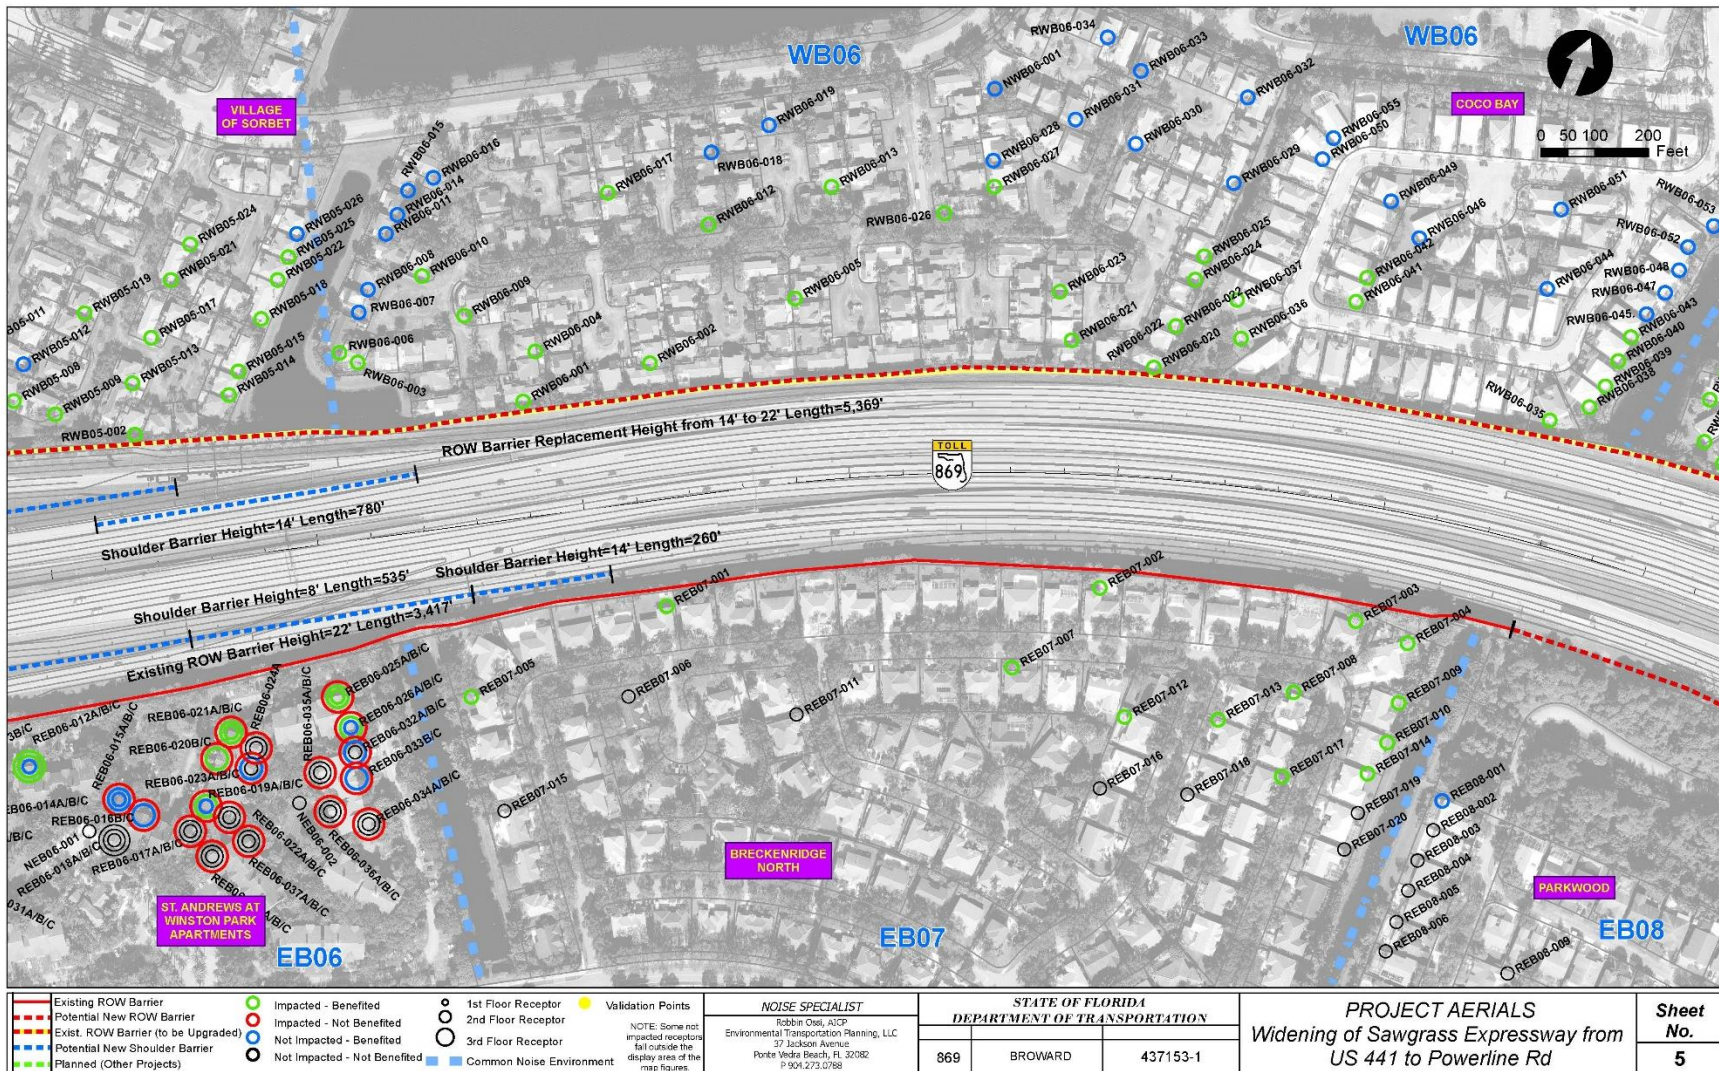 WB06
WB06
VILLAGE
OF SORBET
COCO BAY
0 50 100 200
Feet
RWB06-034
RWB06-033
NWB06-001
RWB06-032
RWB06-031
RWB06-055
RWB06-050
RWB06-019
RWB06-030
RWB06-015
RWB06-016
RWB06-018
RWB06-028
RWB06-029
RWB06-014
RWB06-017
RWB06-013
RWB06-027
RWB06-049
RWB06-051
RWB06-053
RWB05-024
RWB05-026
RWB06-011
RWB06-012
RWB06-026
RWB06-046
RWB06-052
RWB05-021
RWB05-025
RWB05-022
RWB06-008
RWB06-010
RWB06-025
RWB06-024
RWB06-042
RWB06-041
RWB06-044
RWB06-048
RWB05-019
RWB05-018
RWB06-007
RWB06-009
RWB06-005
RWB06-023
RWB06-037
RWB06-047
RWB05-011
RWB05-012
RWB05-017
RWB06-006
RWB06-004
RWB06-002
RWB06-021
RWB06-022
RWB06-022
RWB06-036
RWB06-045
RWB06-043
RWB05-008
RWB05-009
RWB05-013
RWB05-015
RWB05-014
RWB06-003
RWB06-001
RWB06-020
RWB06-040
RWB06-039
RWB06-038
RWB05-002
RWB06-035
ROW Barrier Replacement Height from 14' to 22' Length=5,369'
TOLL
869
Shoulder Barrier Height=14' Length=780'
Shoulder Barrier Height=14' Length=260'
Shoulder Barrier Height=8' Length=535'
Existing ROW Barrier Height=22' Length=3,417'
REB07-001
REB07-002
REB07-003
REB07-004
REB06-025A/B/C
REB06-024A
REB06-035A/B/C
REB06-026A/B/C
REB07-005
REB07-006
REB07-007
REB07-008
REB07-009
REB06-012A/B/C
REB06-021A/B/C
REB06-032A/B/C
REB07-011
REB07-012
REB07-013
REB07-010
REB06-015A/B/C
REB06-020B/C
REB06-033B/C
REB07-014
REB06-023A/B/C
REB06-019A/B/C
REB06-034A/B/C
REB07-015
REB07-016
REB07-018
REB07-017
REB07-019
REB08-001
REB06-014A/B/C
REB06-016B/C
NEB06-001
REB06-018A/B/C
REB06-017A/B/C
NEB06-002
REB06-022A/B/C
REB06-036A/B/C
REB06-037A/B/C
REB07-020
REB08-002
REB08-003
REB08-004
REB08-005
REB08-006
REB08-009
031A/B/C
ST. ANDREWS AT
WINSTON PARK
APARTMENTS
BRECKENRIDGE
NORTH
PARKWOOD
EB06
EB07
EB08
Existing ROW Barrier
Potential New ROW Barrier
Exist. ROW Barrier (to be Upgraded)
Potential New Shoulder Barrier
Planned (Other Projects)
Impacted - Benefited
Impacted - Not Benefited
Not Impacted - Benefited
Not Impacted - Not Benefited
1st Floor Receptor
2nd Floor Receptor
3rd Floor Receptor
Common Noise Environment
Validation Points
NOTE: Some not
impacted receptors
fall outside the
display area of the
map figures.
NOISE SPECIALIST
Robbin Ossi, AICP
Environmental Transportation Planning, LLC
37 Jackson Avenue
Ponte Vedra Beach, FL 32082
P 904.273.0788
STATE OF FLORIDA
DEPARTMENT OF TRANSPORTATION
869 BROWARD 437153-1
PROJECT AERIALS
Widening of Sawgrass Expressway from
US 441 to Powerline Rd
Sheet
No.
5